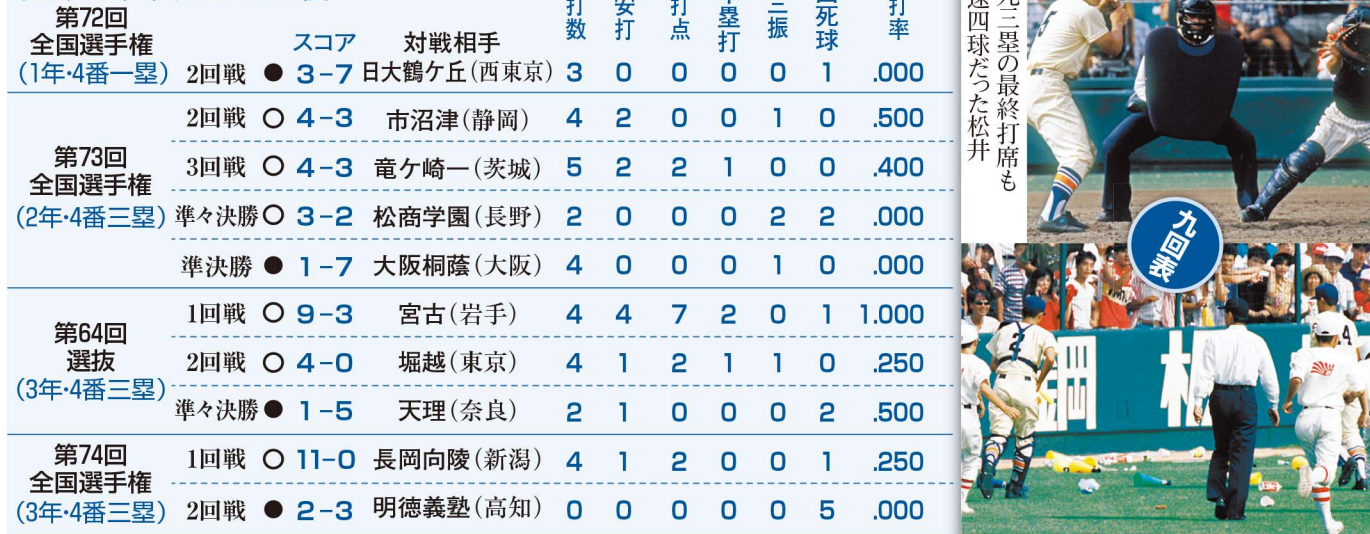 第72回
全国選手権
(1年・4番一塁)
スコア 対戦相手 打数 安打 打点 本塁打 三振 四死球 打率
2回戦 ● 3−7 日大鶴ケ丘(西東京) 3 0 0 0 0 1 .000
第73回
全国選手権
(2年・4番三塁)
2回戦 ○ 4−3 市沼津(静岡) 4 2 0 0 1 0 .500
3回戦 ○ 4−3 竜ケ崎一(茨城) 5 2 2 1 0 0 .400
準々決勝 ○ 3−2 松商学園(長野) 2 0 0 0 2 2 .000
準決勝 ● 1−7 大阪桐蔭(大阪) 4 0 0 0 1 0 .000
第64回
選抜
(3年・4番三塁)
1回戦 ○ 9−3 宮古(岩手) 4 4 7 2 0 1 1.000
2回戦 ○ 4−0 堀越(東京) 4 1 2 1 1 0 .250
準々決勝 ● 1−5 天理(奈良) 2 1 0 0 0 2 .500
第74回
全国選手権
(3年・4番三塁)
1回戦 ○ 11−0 長岡向陵(新潟) 4 1 2 0 0 1 .250
2回戦 ● 2−3 明徳義塾(高知) 0 0 0 0 0 5 .000
三塁の最終打席も
四球だった松井
九回表
5
2
4